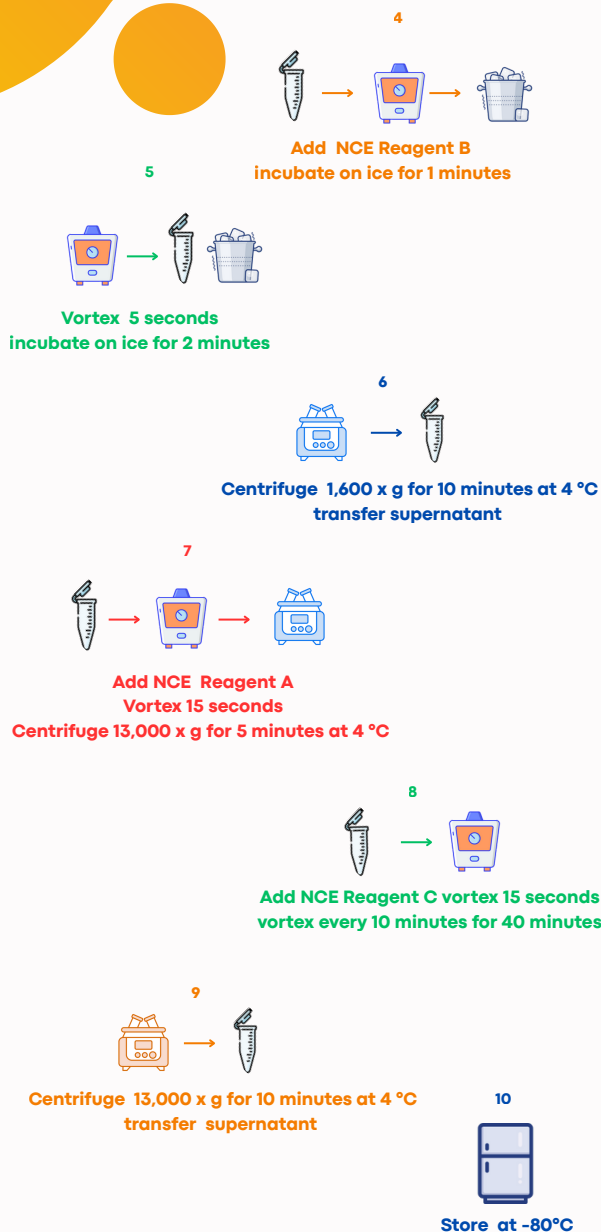 4
Add NCE Reagent B
incubate on ice for 1 minutes
5
Vortex 5 seconds
incubate on ice for 2 minutes
6
Centrifuge 1,600 x g for 10 minutes at 4 °C
transfer supernatant
7
Add NCE Reagent A
Vortex 15 seconds
Centrifuge 13,000 x g for 5 minutes at 4 °C
8
Add NCE Reagent C vortex 15 seconds
vortex every 10 minutes for 40 minutes
9
Centrifuge 13,000 x g for 10 minutes at 4 °C
transfer supernatant
10
Store at -80°C